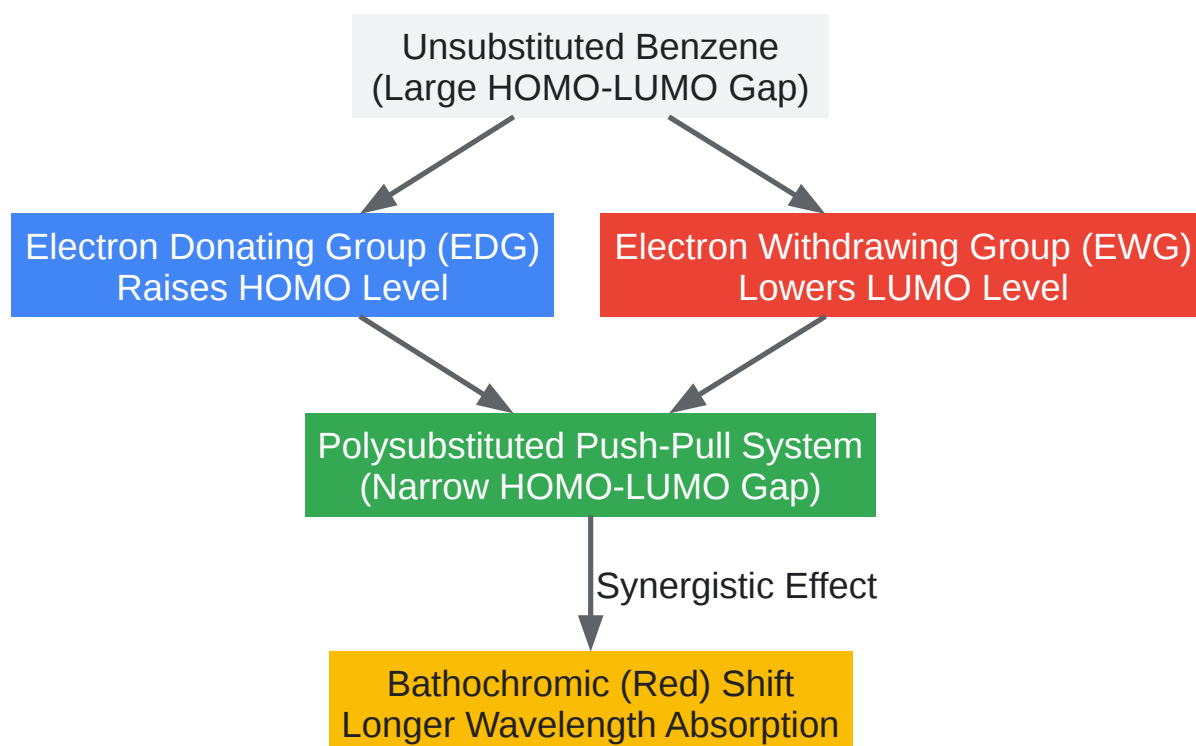 Unsubstituted Benzene
(Large HOMO-LUMO Gap)
Electron Donating Group (EDG)
Raises HOMO Level
Electron Withdrawing Group (EWG)
Lowers LUMO Level
Polysubstituted Push-Pull System
(Narrow HOMO-LUMO Gap)
Synergistic Effect
Bathochromic (Red) Shift
Longer Wavelength Absorption